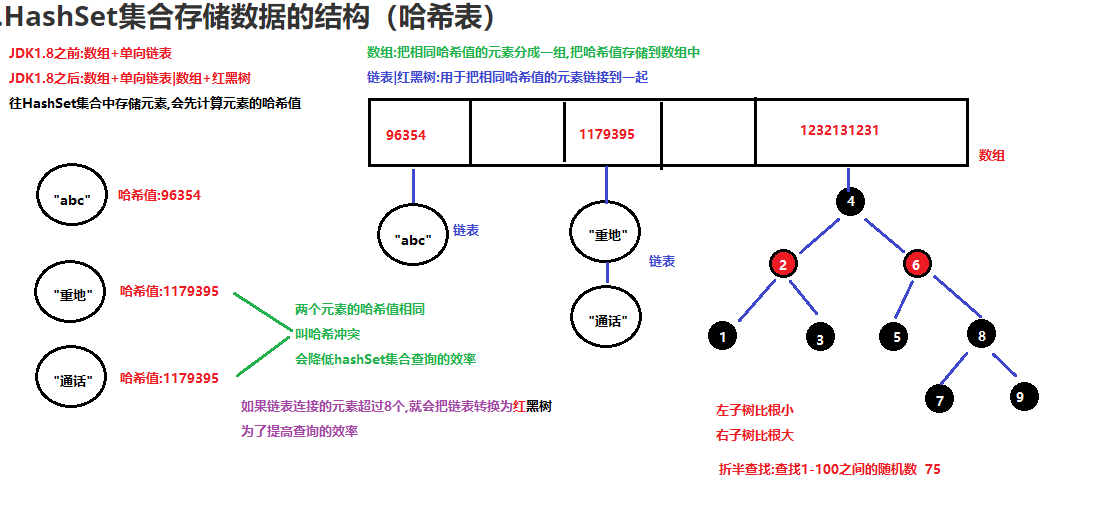 .HashSet集合存储数据的结构（哈希表）
JDK1.8之前:数组+单向链表
JDK1.8之后:数组+单向链表|数组+红黑树
往HashSet集合中存储元素,会先计算元素的哈希值
数组:把相同哈希值的元素分成一组,把哈希值存储到数组中
链表|红黑树:用于把相同哈希值的元素链接到一起
96354
1179395
1232131231
数组
"abc"
哈希值:96354
"重地"
哈希值:1179395
"通话"
哈希值:1179395
两个元素的哈希值相同
叫哈希冲突
会降低hashSet集合查询的效率
如果链表连接的元素超过8个,就会把链表转换为红黑树
为了提高查询的效率
"abc"
链表
"重地"
链表
"通话"
4
2
6
1
3
5
8
7
9
左子树比根小
右子树比根大
折半查找:查找1-100之间的随机数 75